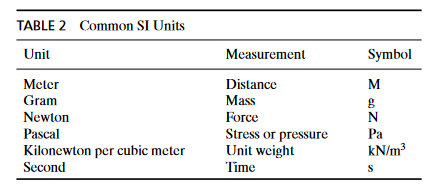 TABLE 2 Common SI Units
Unit Measurement Symbol
Meter Distance M
Gram Mass g
Newton Force N
Pascal Stress or pressure Pa
Kilonewton per cubic meter Unit weight kN/m³
Second Time s